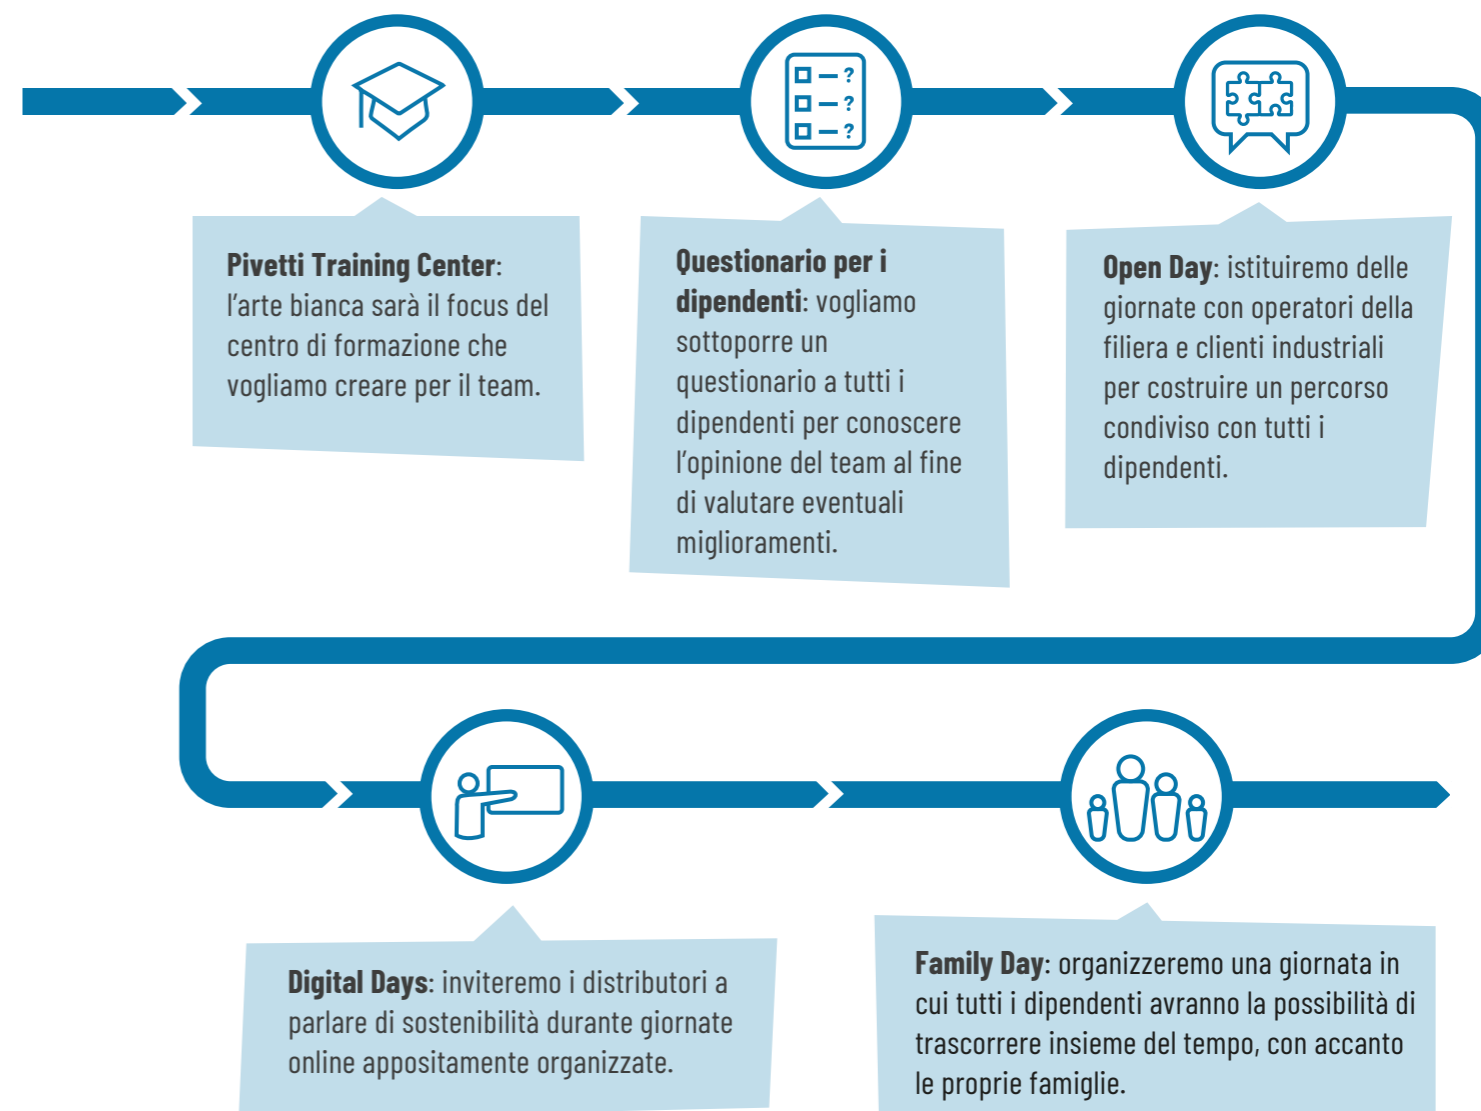 Pivetti Training Center:
l'arte bianca sarà il focus del
centro di formazione che
vogliamo creare per il team.
Questionario per i
dipendenti: vogliamo
sottoporre un
questionario a tutti i
dipendenti per conoscere
l'opinione del team al fine
di valutare eventuali
miglioramenti.
Open Day: istituiremo delle
giornate con operatori della
filiera e clienti industriali
per costruire un percorso
condiviso con tutti i
dipendenti.
Digital Days: inviteremo i distributori a
parlare di sostenibilità durante giornate
online appositamente organizzate.
Family Day: organizzeremo una giornata in
cui tutti i dipendenti avranno la possibilità di
trascorrere insieme del tempo, con accanto
le proprie famiglie.